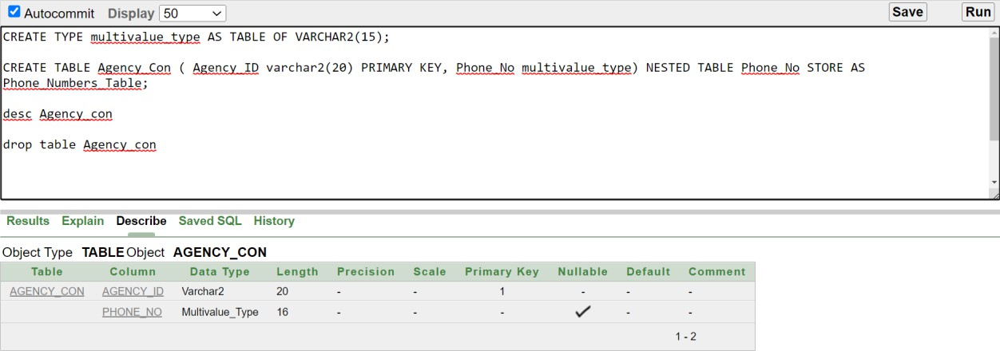 Autocommit Display 50 Save Run
CREATE TYPE multivalue_type AS TABLE OF VARCHAR2(15);
CREATE TABLE Agency_Con ( Agency_ID varchar2(20) PRIMARY KEY, Phone_No multivalue_type) NESTED TABLE Phone_No STORE AS
Phone_Numbers_Table;
desc Agency_con
drop table Agency_con
Results Explain Describe Saved SQL History
Object Type TABLE Object AGENCY_CON
Table Column Data Type Length Precision Scale Primary Key Nullable Default Comment
AGENCY_CON AGENCY_ID Varchar2 20 - - 1 - - -
PHONE_NO Multivalue_Type 16 - - - ✓ - -
1 - 2